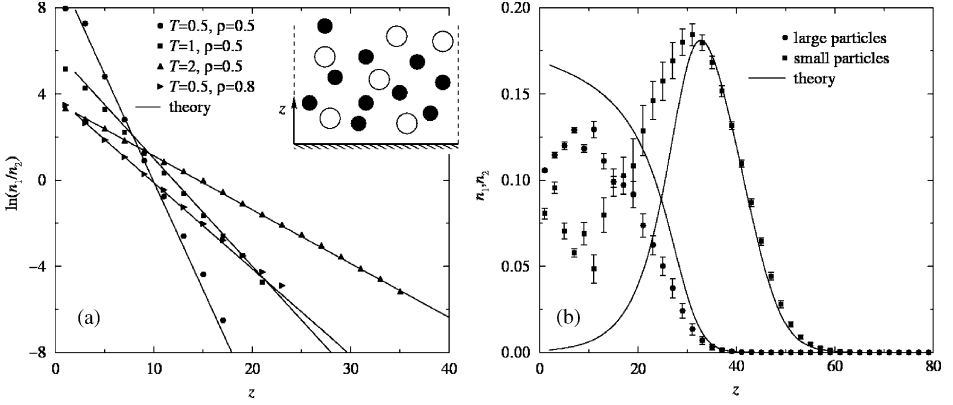 8
4
0
−4
−8
ln(n₁/n₂)
T=0.5, ρ=0.5
T=1, ρ=0.5
T=2, ρ=0.5
T=0.5, ρ=0.8
theory
z
(a)
0 10 20 30 40
z
0.20
0.15
0.10
0.05
0.00
n₁,n₂
large particles
small particles
theory
(b)
0 20 40 60 80
z